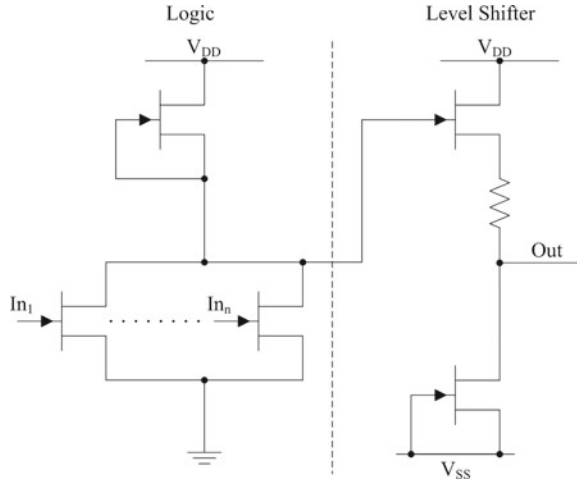 Logic
Level Shifter
V_DD
V_DD
Out
In_1
In_n
V_SS